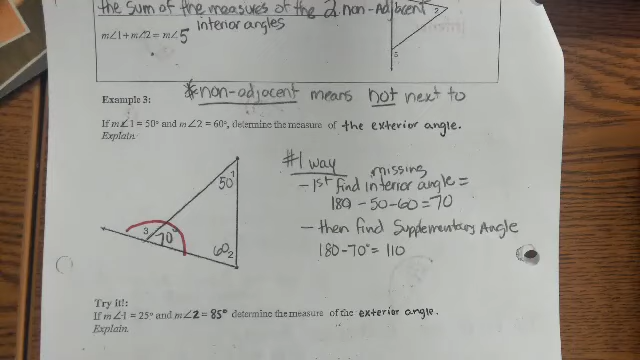 the sum of the measures of the 2 non-Adjacent
interior angles
m∠1 + m∠2 = m∠5
2
5
*non-adjacent means not next to
Example 3:
If m∠1 = 50° and m∠2 = 60°, determine the measure of the exterior angle.
Explain.
50°
1
3
70°
60
2
#1 way
missing
- 1st find interior angle =
180 - 50 - 60 = 70
- then find Supplementary Angle
180 - 70° = 110
Try it!:
If m∠1 = 25° and m∠2 = 85° determine the measure of the exterior angle.
Explain.